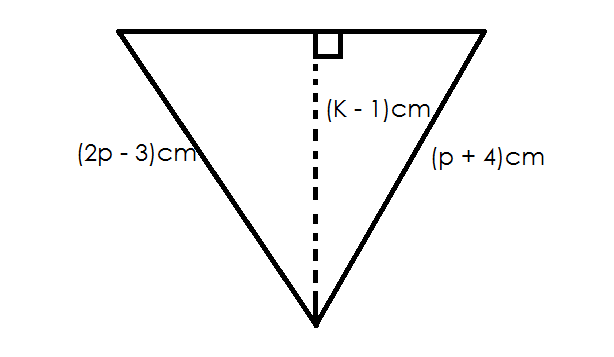 (K - 1)cm
(2p - 3)cm
(p + 4)cm